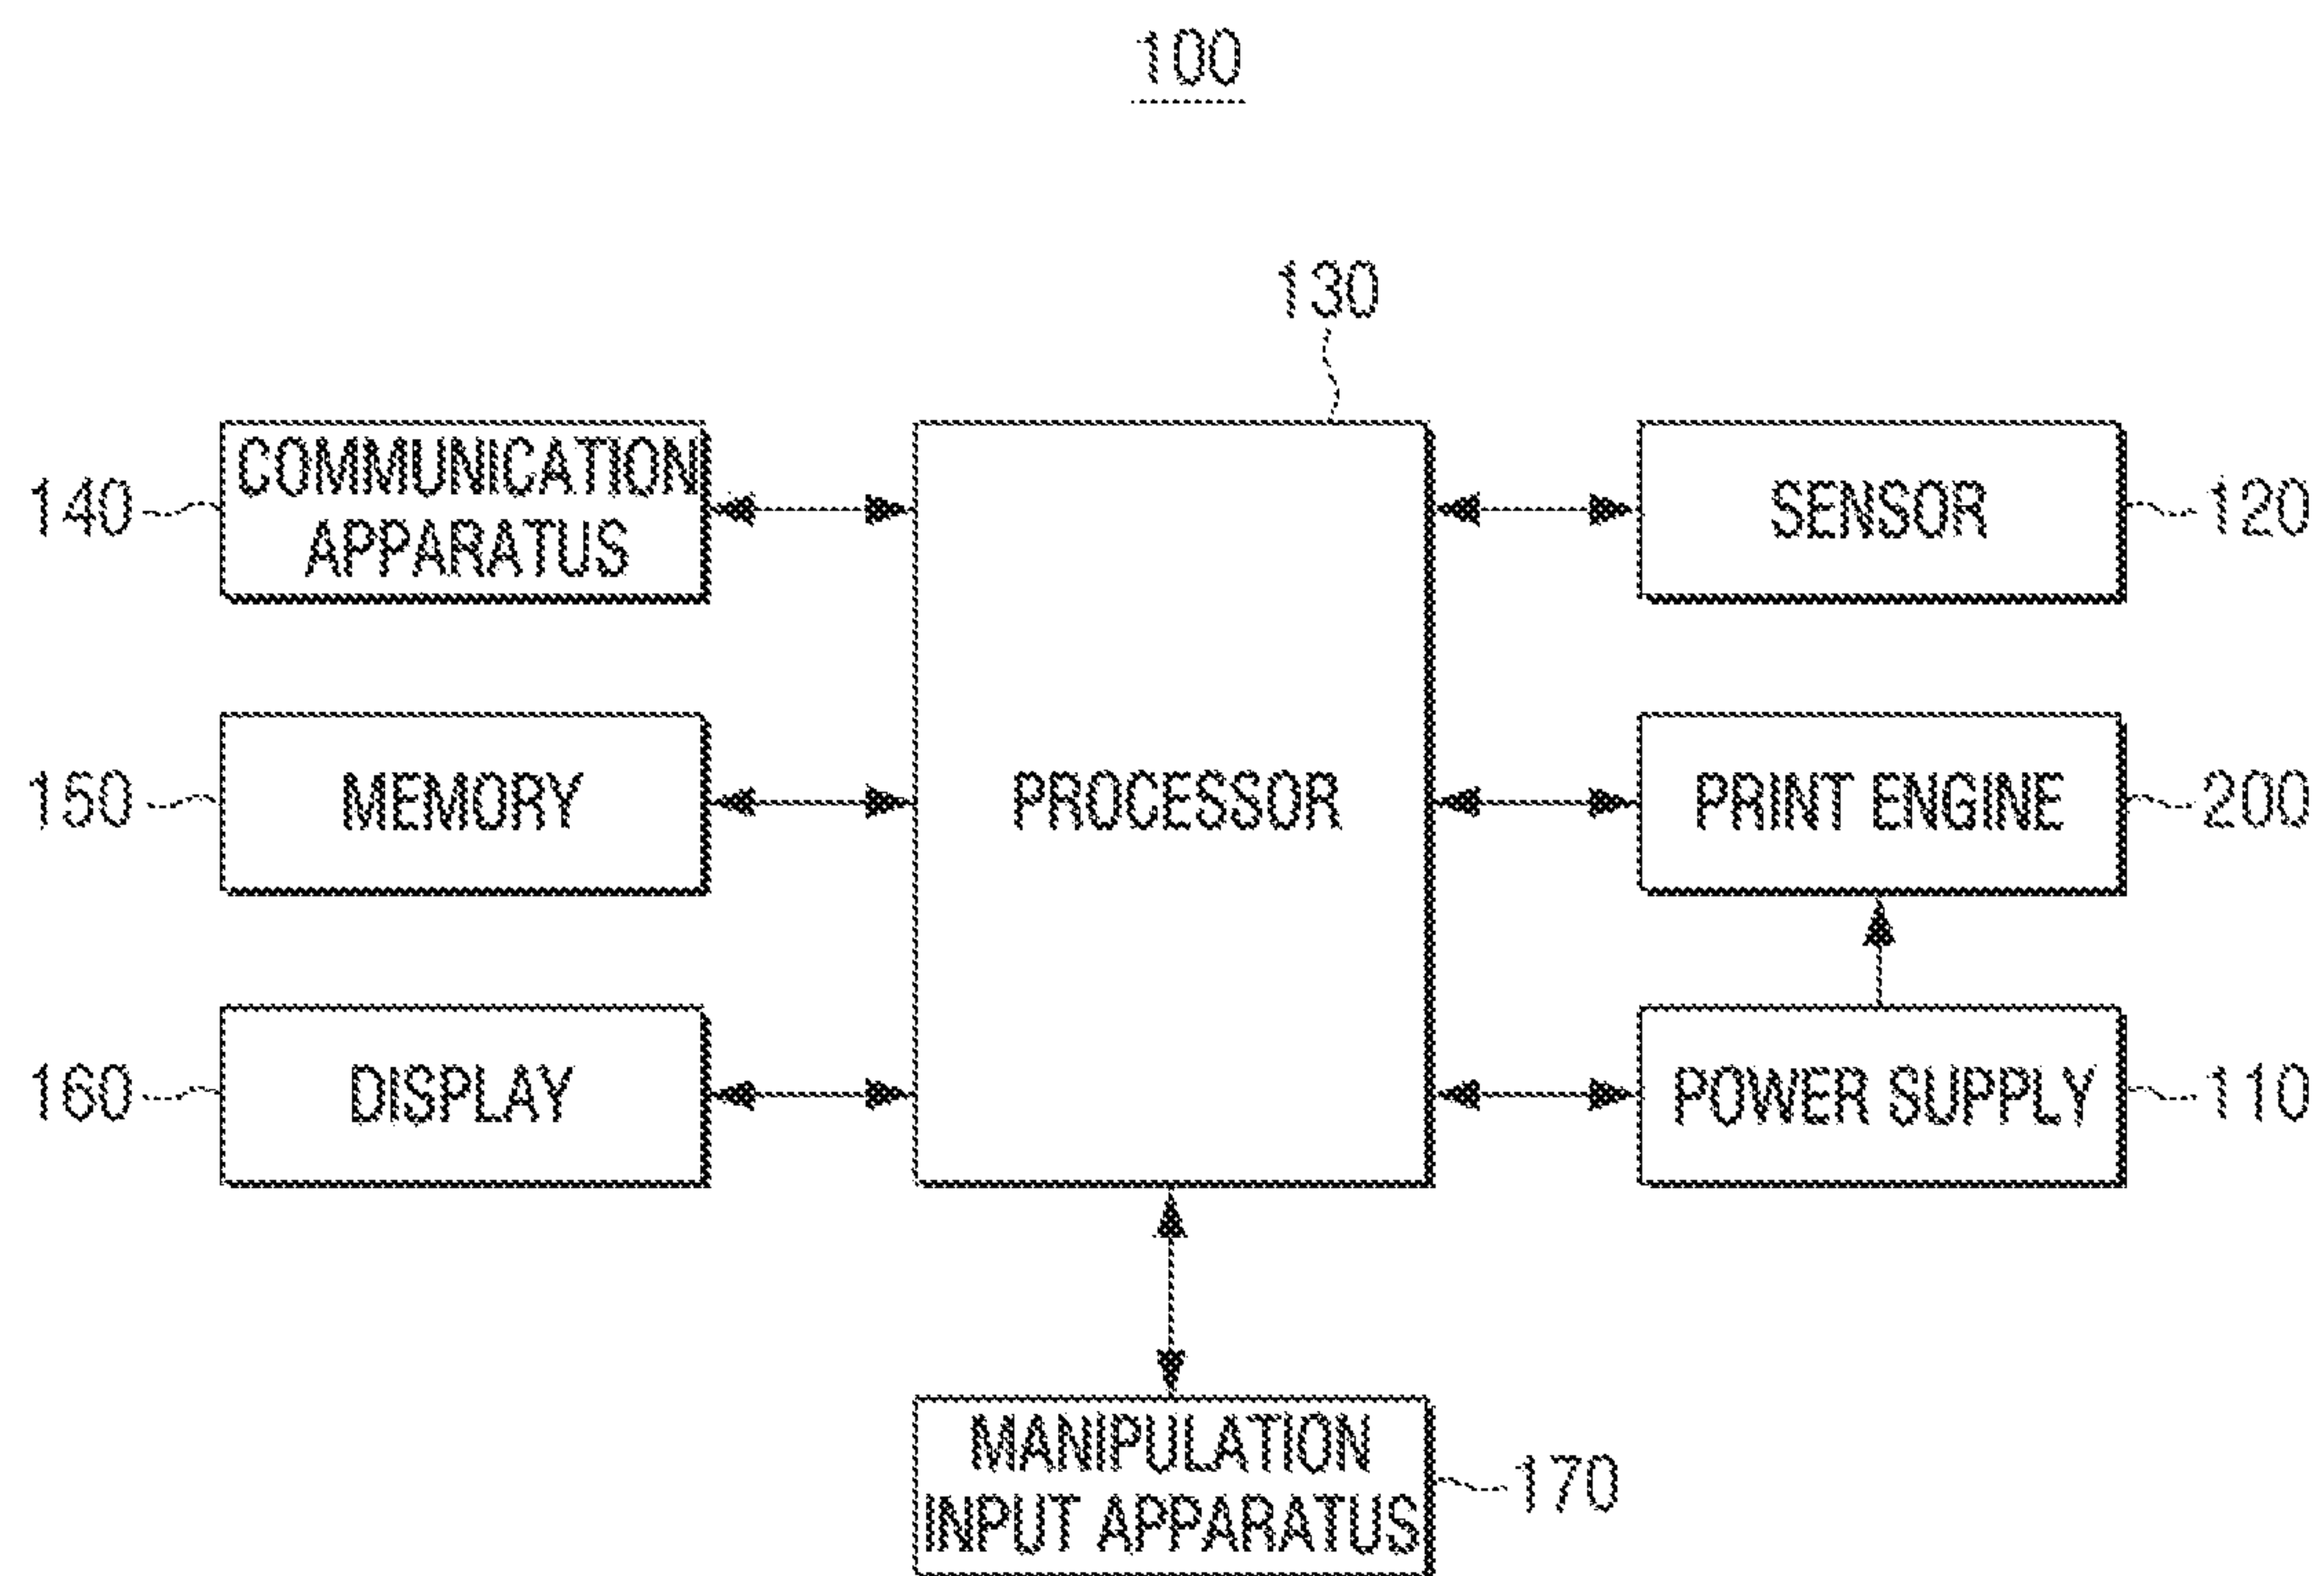 100
130
COMMUNICATION
APPARATUS
140
SENSOR
120
150
MEMORY
PROCESSOR
PRINT ENGINE
200
160
DISPLAY
POWER SUPPLY
110
MANIPULATION
INPUT APPARATUS
170